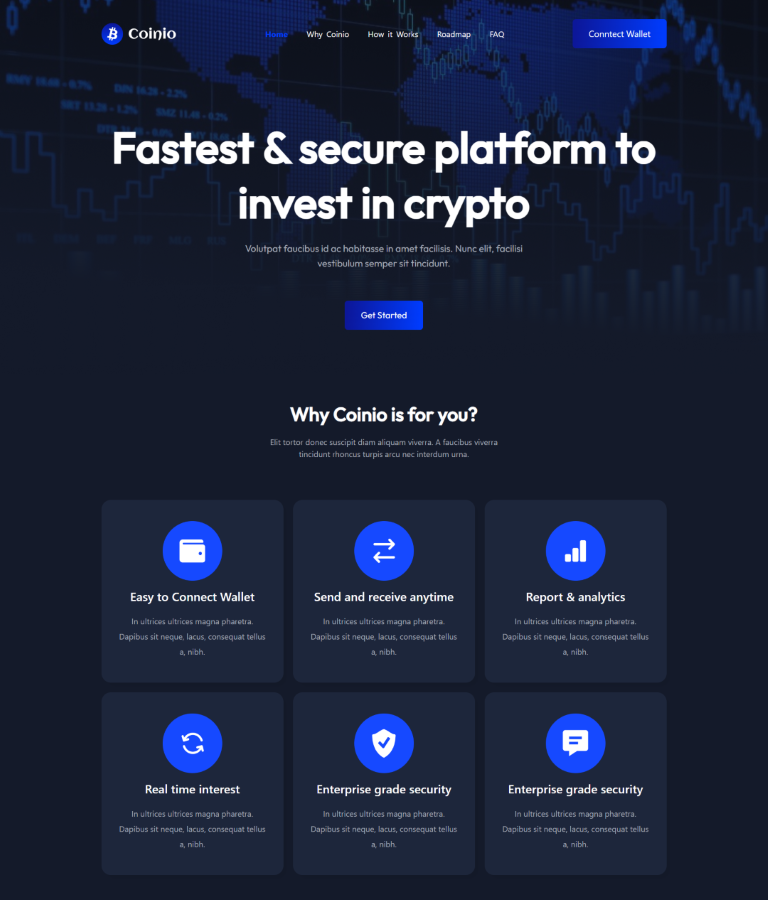 Coinio
Home
Why Coinio
How it Works
Roadmap
FAQ
Conntect Wallet
Fastest & secure platform to
invest in crypto
Volutpat faucibus id ac habitasse in amet facilisis. Nunc elit, facilisi
vestibulum semper sit tincidunt.
Get Started
Why Coinio is for you?
Elit tortor donec suscipit diam aliquam viverra. A faucibus viverra
tincidunt rhoncus turpis arcu nec interdum urna.
Easy to Connect Wallet
In ultrices ultrices magna pharetra.
Dapibus sit neque, lacus, consequat tellus
a, nibh.
Send and receive anytime
In ultrices ultrices magna pharetra.
Dapibus sit neque, lacus, consequat tellus
a, nibh.
Report & analytics
In ultrices ultrices magna pharetra.
Dapibus sit neque, lacus, consequat tellus
a, nibh.
Real time interest
In ultrices ultrices magna pharetra.
Dapibus sit neque, lacus, consequat tellus
a, nibh.
Enterprise grade security
In ultrices ultrices magna pharetra.
Dapibus sit neque, lacus, consequat tellus
a, nibh.
Enterprise grade security
In ultrices ultrices magna pharetra.
Dapibus sit neque, lacus, consequat tellus
a, nibh.